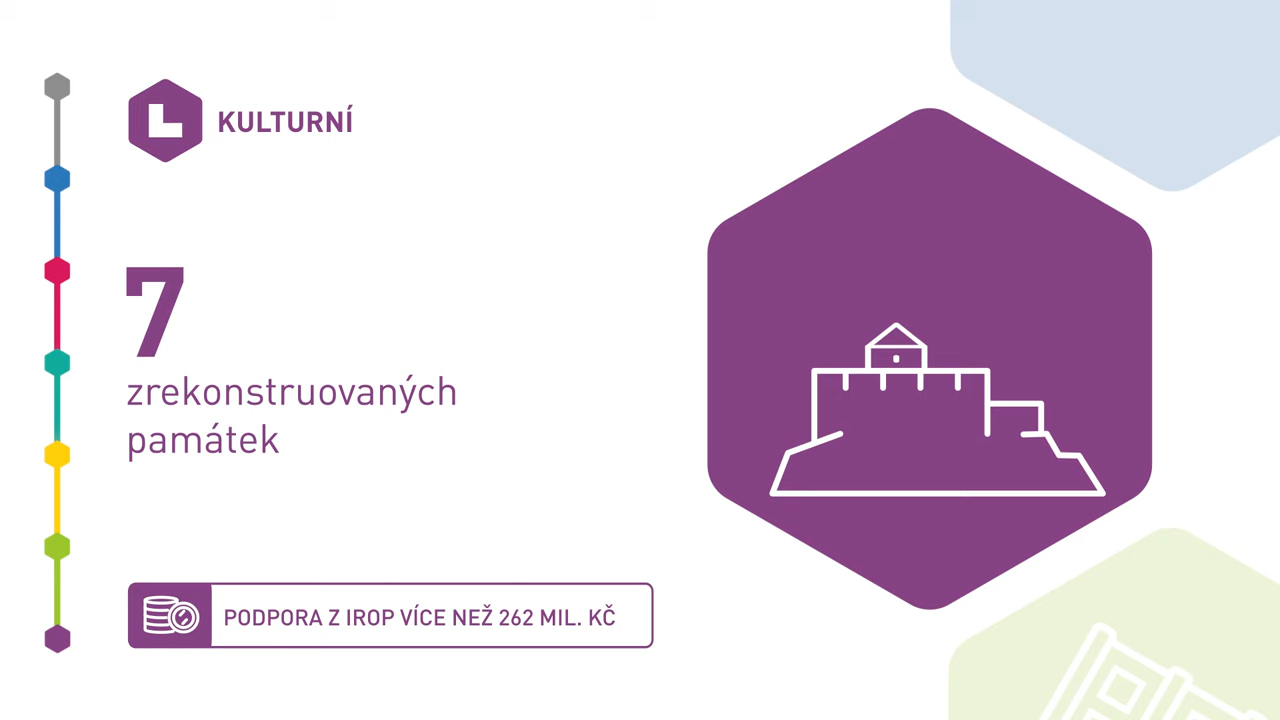 KULTURNÍ
7
zrekonstruovaných
památek
PODPORA Z IROP VÍCE NEŽ 262 MIL. KČ